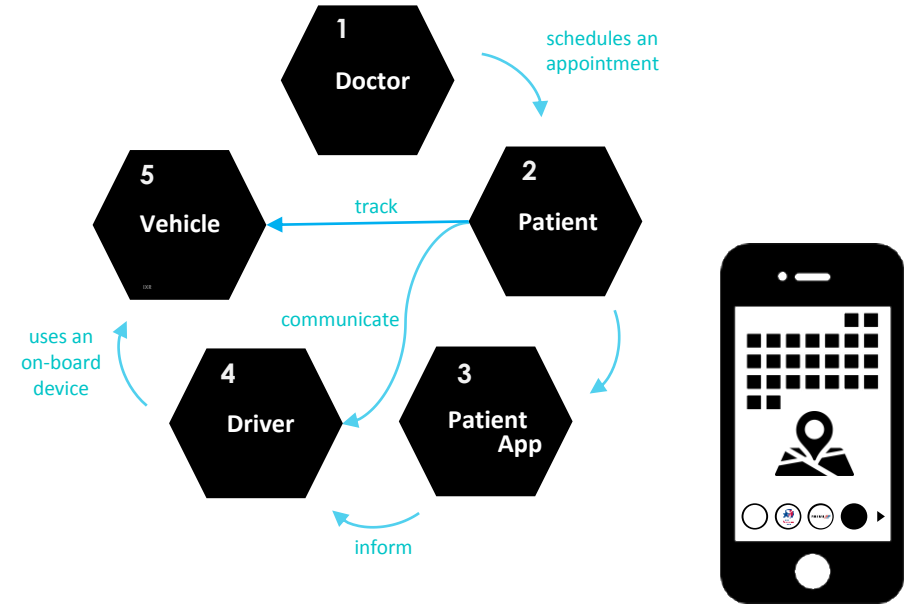 1
Doctor
schedules an
appointment
2
Patient
track
5
Vehicle
communicate
uses an
on-board
device
4
Driver
3
Patient
App
inform